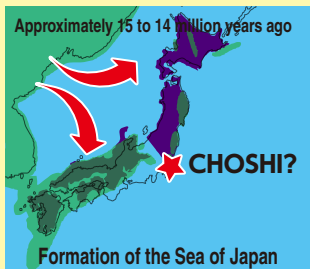 Approximately 15 to 14 million years ago
CHOSHI?
Formation of the Sea of Japan